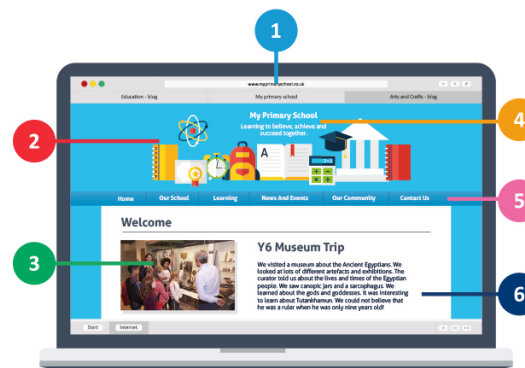 1
www.myprimaryschool.co.uk
Education - blog
My primary school
Arts and Crafts - blog
2
My Primary School
4
Learning to believe, achieve and
succeed together.
A
Home
Our School
Learning
News And Events
Our Community
Contact Us
5
Welcome
3
Y6 Museum Trip
We visited a museum about the Ancient Egyptians. We
looked at lots of different artefacts and exhibitions. The
curator told us about the lives and times of the Egyptian
people. We saw canopic jars and a sarcophagus. We
learned about the gods and goddesses. It was interesting
to learn about Tutankhamun. We could not believe that
he was a ruler when he was only nine years old!
6
Start
Internet